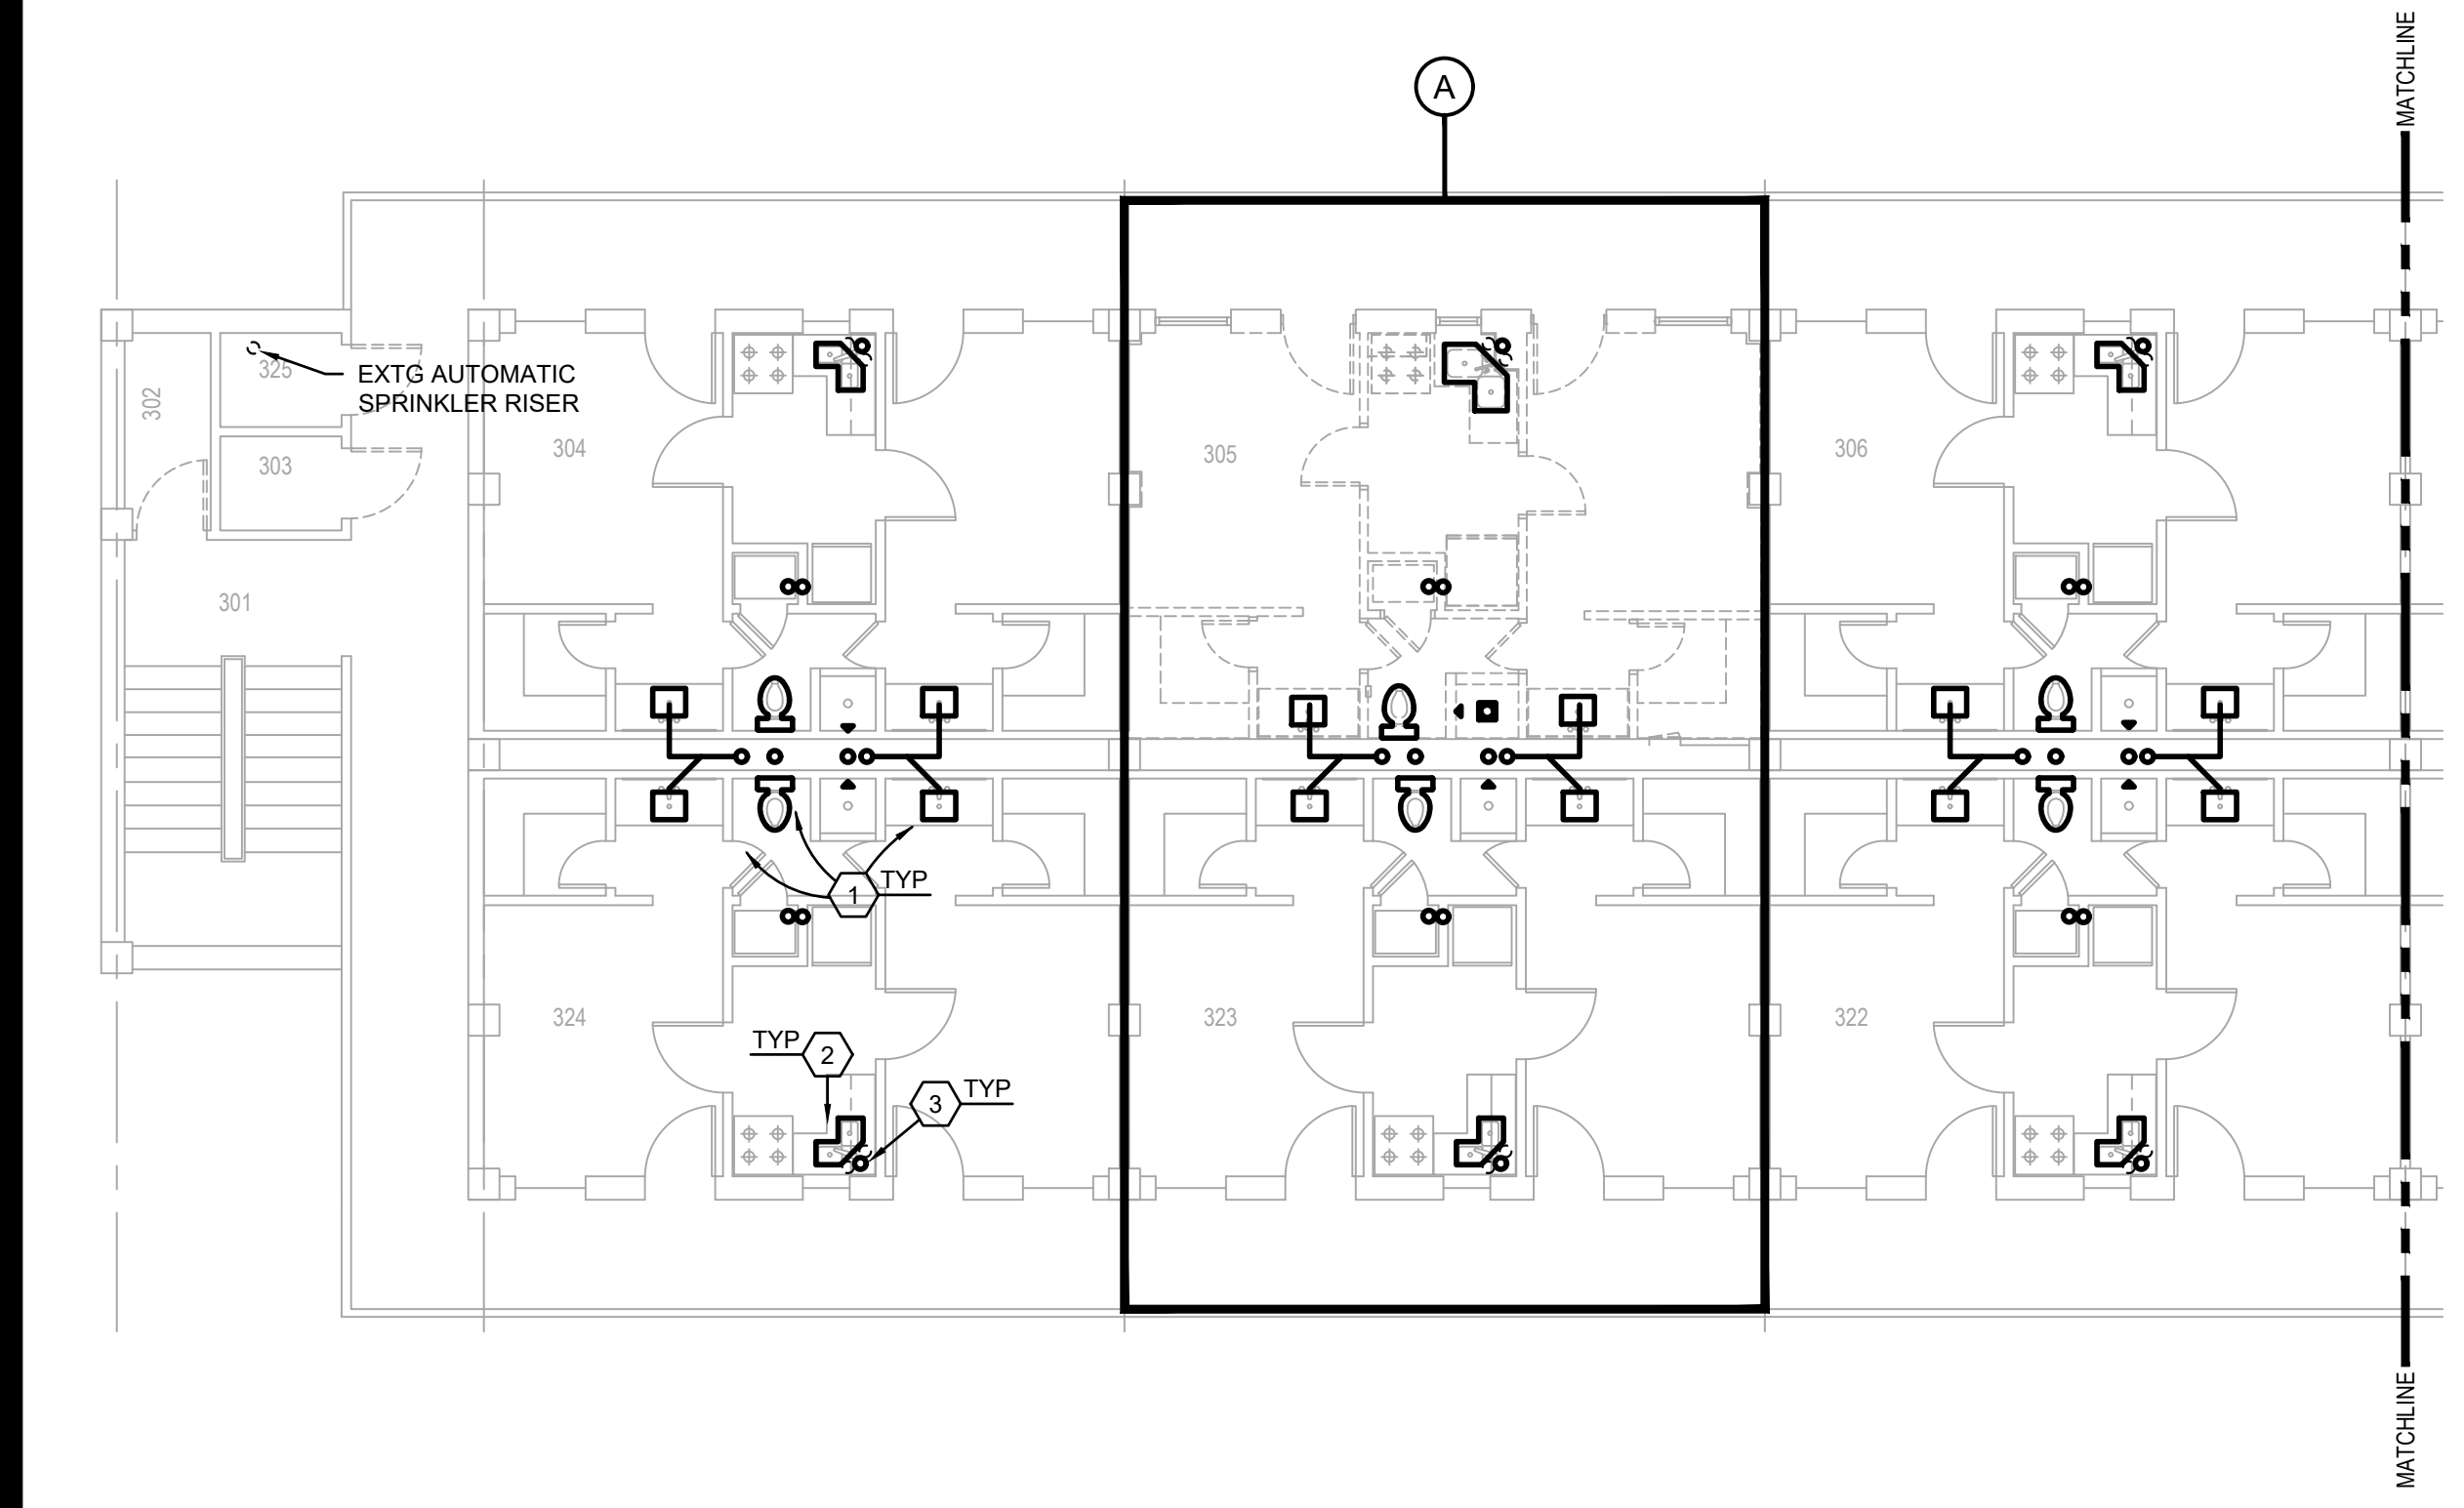 MATCHLINE
A
325
EXTG AUTOMATIC
SPRINKLER RISER
302
304
305
306
303
301
1
TYP
324
323
322
TYP
2
3
TYP
MATCHLINE